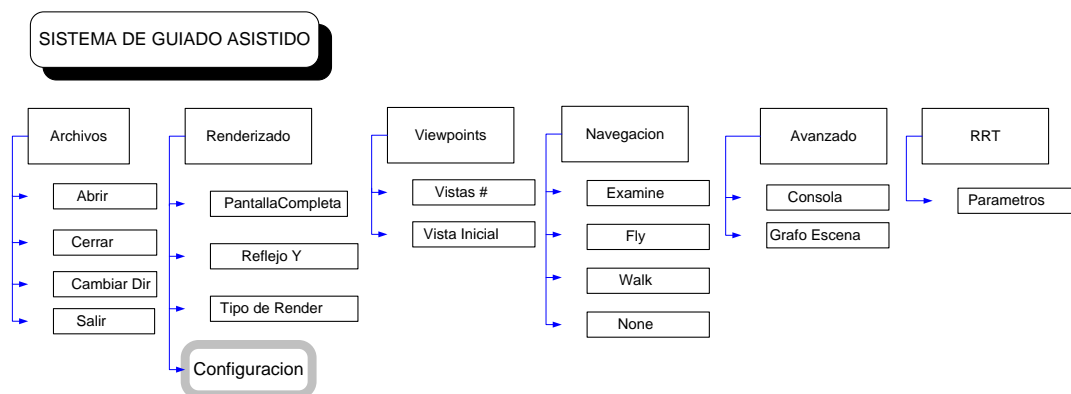 SISTEMA DE GUIADO ASISTIDO
Archivos
Abrir
Cerrar
Cambiar Dir
Salir
Renderizado
PantallaCompleta
Reflejo Y
Tipo de Render
Configuracion
Viewpoints
Vistas #
Vista Inicial
Navegacion
Examine
Fly
Walk
None
Avanzado
Consola
Grafo Escena
RRT
Parametros